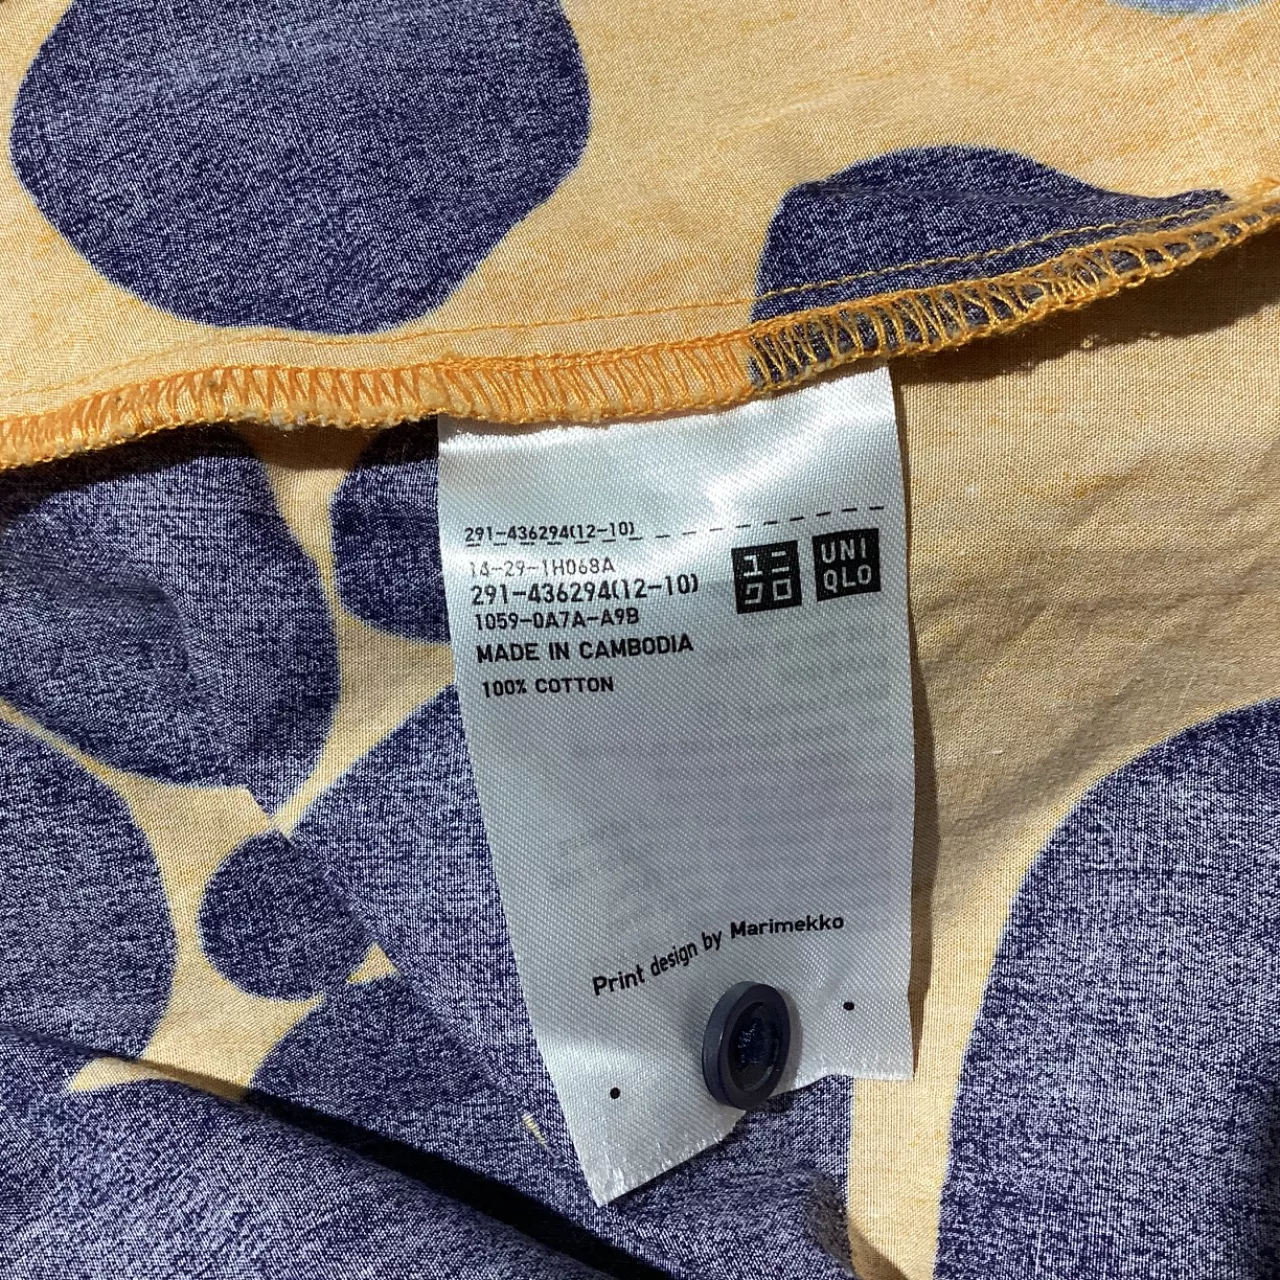 291-436294(12-10)
14-29-1H068A
291-436294(12-10)
1059-0A7A-A9B
MADE IN CAMBODIA
100% COTTON
ユニ
クロ
UNI
QLO
Print design by Marimekko